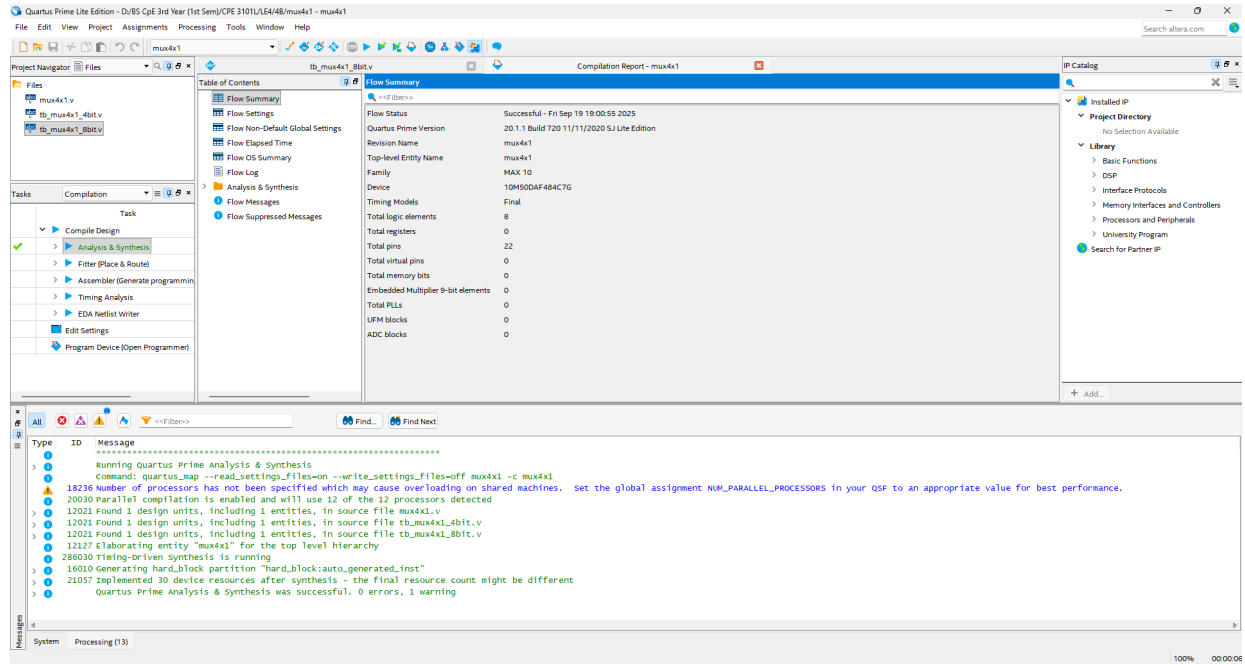 Quartus Prime Lite Edition - D:/BS CpE 3rd Year (1st Sem)/CPE 3101L/LE4/4B/mux4x1 - mux4x1
File Edit View Project Assignments Processing Tools Window Help
Search altera.com
mux4x1
Project Navigator Files
Files
mux4x1.v
tb_mux4x1_4bit.v
tb_mux4x1_8bit.v
Tasks Compilation
Task
Compile Design
Analysis & Synthesis
Fitter (Place & Route)
Assembler (Generate programmin
Timing Analysis
EDA Netlist Writer
Edit Settings
Program Device (Open Programmer)
tb_mux4x1_8bit.v
Compilation Report - mux4x1
Table of Contents
Flow Summary
Flow Settings
Flow Non-Default Global Settings
Flow Elapsed Time
Flow OS Summary
Flow Log
Analysis & Synthesis
Flow Messages
Flow Suppressed Messages
Flow Summary
<<Filter>>
Flow Status Successful - Fri Sep 19 19:00:55 2025
Quartus Prime Version 20.1.1 Build 720 11/11/2020 SJ Lite Edition
Revision Name mux4x1
Top-level Entity Name mux4x1
Family MAX 10
Device 10M50DAF484C7G
Timing Models Final
Total logic elements 8
Total registers 0
Total pins 22
Total virtual pins 0
Total memory bits 0
Embedded Multiplier 9-bit elements 0
Total PLLs 0
UFM blocks 0
ADC blocks 0
IP Catalog
Installed IP
Project Directory
No Selection Available
Library
Basic Functions
DSP
Interface Protocols
Memory Interfaces and Controllers
Processors and Peripherals
University Program
Search for Partner IP
+ Add...
All <<Filter>> Find... Find Next
Type ID Message
*******************************************************************
Running Quartus Prime Analysis & Synthesis
Command: quartus_map --read_settings_files=on --write_settings_files=off mux4x1 -c mux4x1
18236 Number of processors has not been specified which may cause overloading on shared machines. Set the global assignment NUM_PARALLEL_PROCESSORS in your QSF to an appropriate value for best performance.
20030 Parallel compilation is enabled and will use 12 of the 12 processors detected
12021 Found 1 design units, including 1 entities, in source file mux4x1.v
12021 Found 1 design units, including 1 entities, in source file tb_mux4x1_4bit.v
12021 Found 1 design units, including 1 entities, in source file tb_mux4x1_8bit.v
12127 Elaborating entity "mux4x1" for the top level hierarchy
286030 Timing-Driven Synthesis is running
16010 Generating hard_block partition "hard_block:auto_generated_inst"
21057 Implemented 30 device resources after synthesis - the final resource count might be different
Quartus Prime Analysis & Synthesis was successful. 0 errors, 1 warning
Messages
System Processing (13)
100% 00:00:06